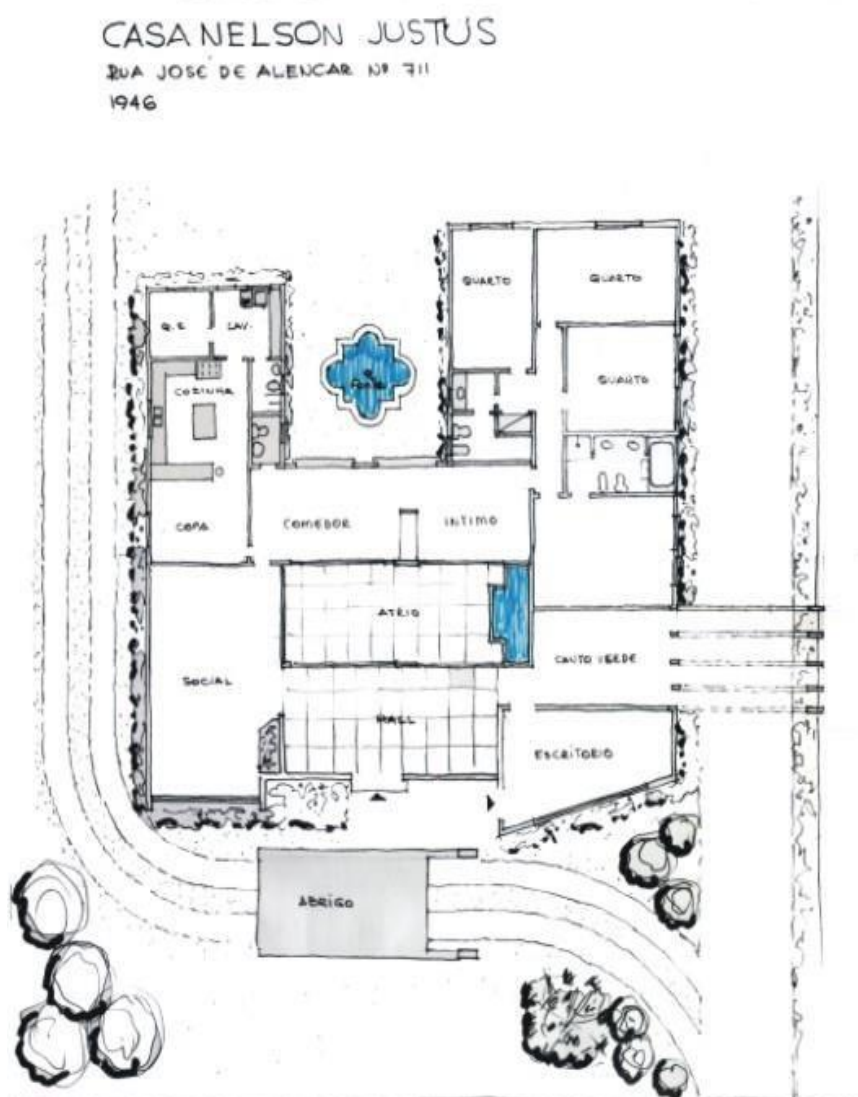 CASA NELSON JUSTUS
RUA JOSÉ DE ALENCAR Nº 711
1946
QUARTO
QUARTO
Q.E
LAV.
QUARTO
COZINHA
COPA
COMEDOR
INTIMO
ATRIO
CANTO VERDE
SOCIAL
HALL
ESCRITORIO
ABRIGO